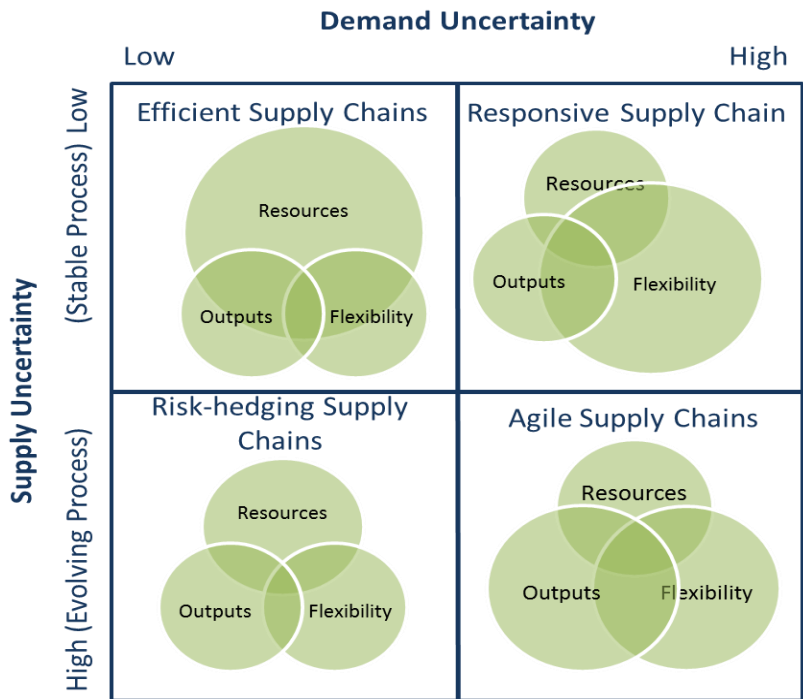 Demand Uncertainty
Low
High
Supply Uncertainty
(Stable Process) Low
High (Evolving Process)
Efficient Supply Chains
Resources
Outputs
Flexibility
Responsive Supply Chain
Resources
Outputs
Flexibility
Risk-hedging Supply
Chains
Resources
Outputs
Flexibility
Agile Supply Chains
Resources
Outputs
Flexibility